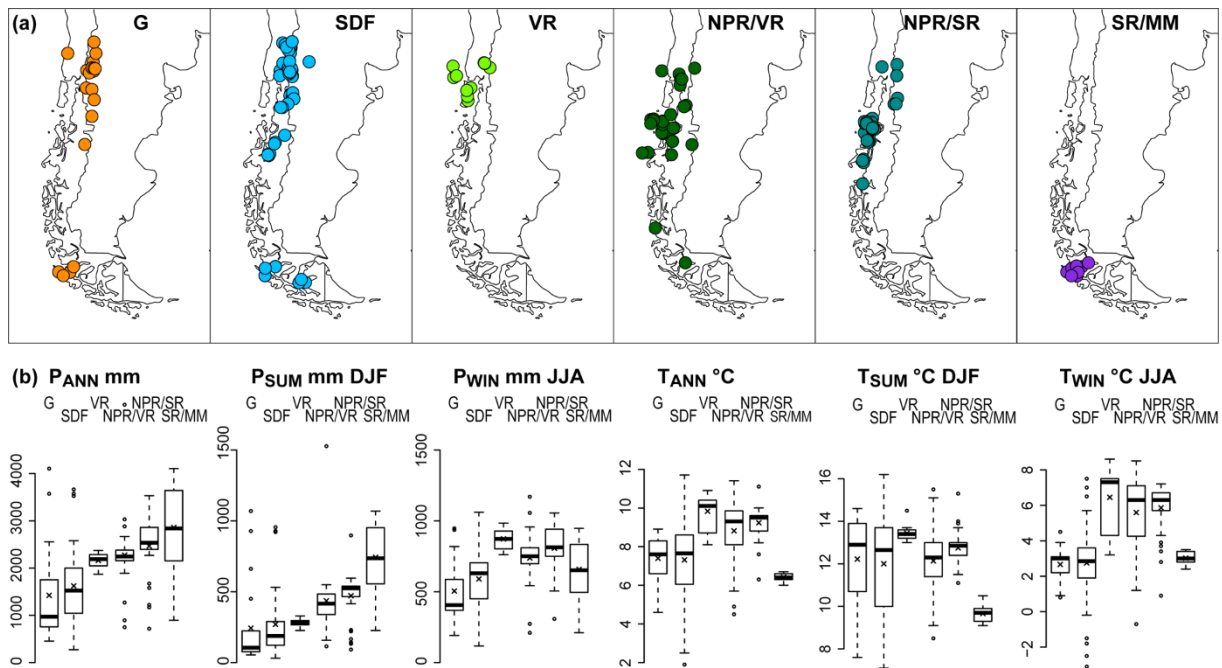 (a) G SDF VR NPR/VR NPR/SR SR/MM
(b) PANN mm PSUM mm DJF PWIN mm JJA TANN °C TSUM °C DJF TWIN °C JJA
G VR NPR/SR G VR NPR/SR G VR NPR/SR G VR NPR/SR G VR NPR/SR G VR NPR/SR
SDF NPR/VR SR/MM SDF NPR/VR SR/MM SDF NPR/VR SR/MM SDF NPR/VR SR/MM SDF NPR/VR SR/MM SDF NPR/VR SR/MM
0 1000 2000 3000 4000
0 500 1000 1500
0 500 1000 1500
2 4 6 8 10 12
8 10 12 14 16
0 2 4 6 8